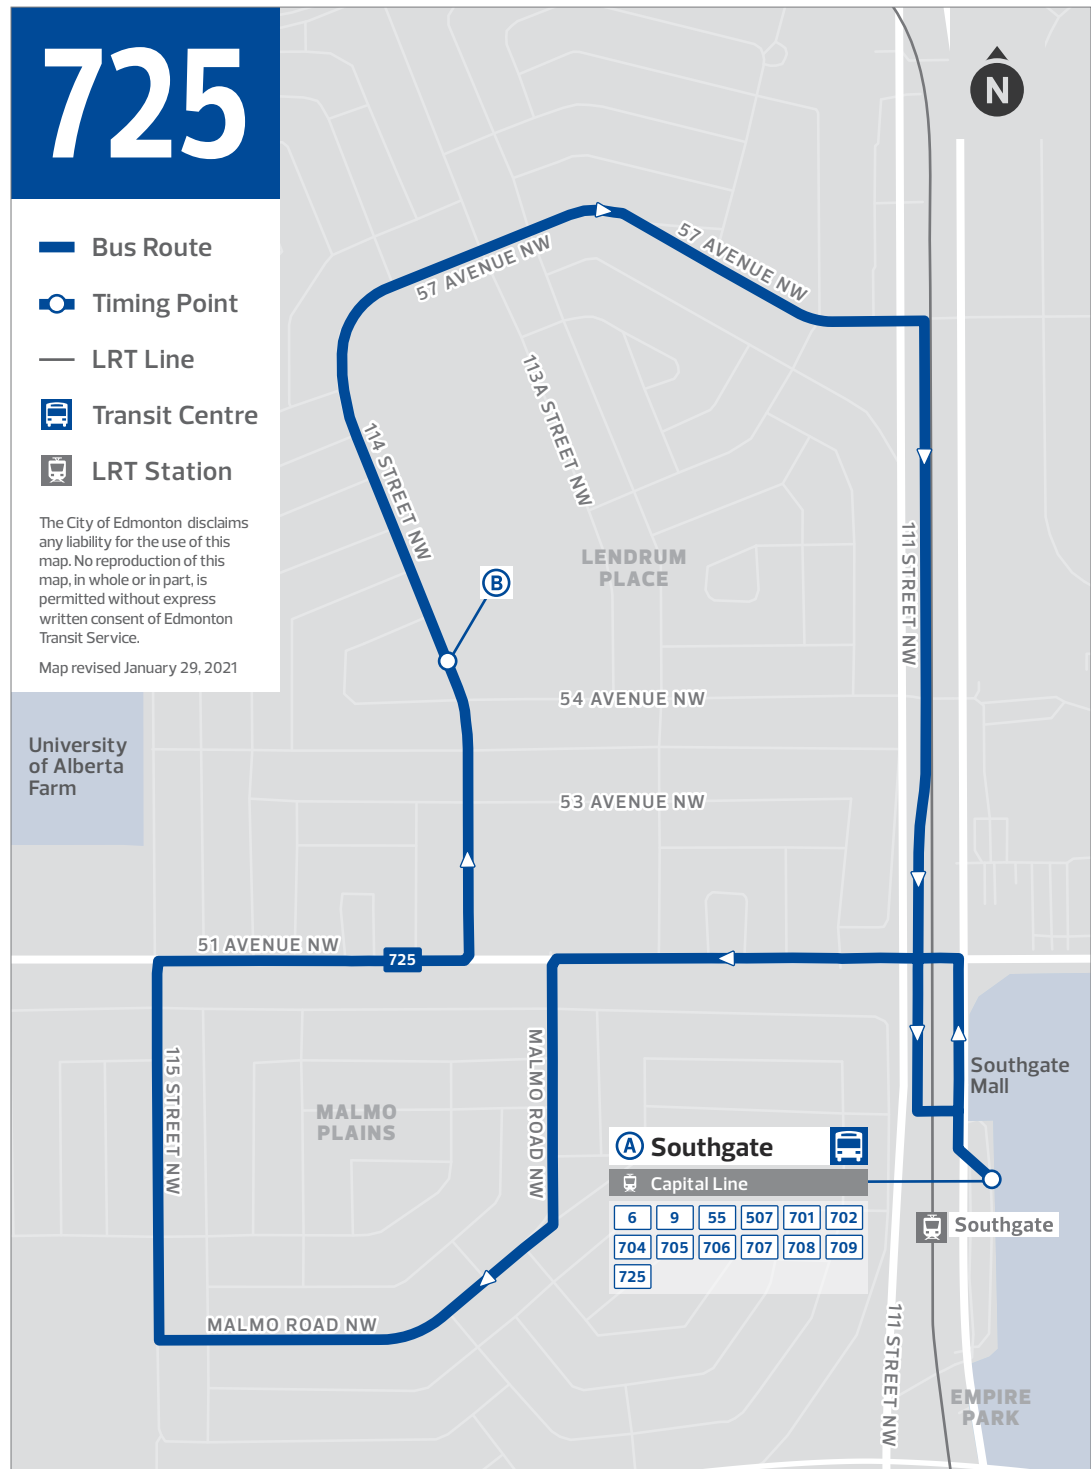 725
N
Bus Route
Timing Point
LRT Line
Transit Centre
LRT Station
The City of Edmonton disclaims
any liability for the use of this
map. No reproduction of this
map, in whole or in part, is
permitted without express
written consent of Edmonton
Transit Service.
Map revised January 29, 2021
57 AVENUE NW
57 AVENUE NW
113A STREET NW
114 STREET NW
111 STREET NW
LENDRUM
PLACE
B
54 AVENUE NW
University
of Alberta
Farm
53 AVENUE NW
51 AVENUE NW
725
115 STREET NW
MALMO ROAD NW
Southgate
Mall
MALMO
PLAINS
A Southgate
Capital Line
6 9 55 507 701 702
704 705 706 707 708 709
725
Southgate
MALMO ROAD NW
111 STREET NW
EMPIRE
PARK